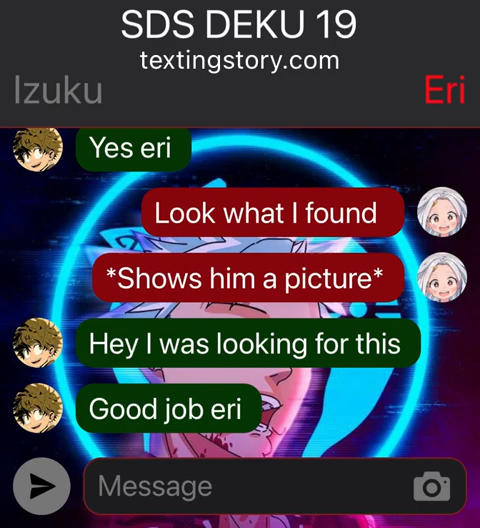 SDS DEKU 19
textingstory.com
Izuku
Eri
Yes eri
Look what I found
*Shows him a picture*
Hey I was looking for this
Good job eri
Message